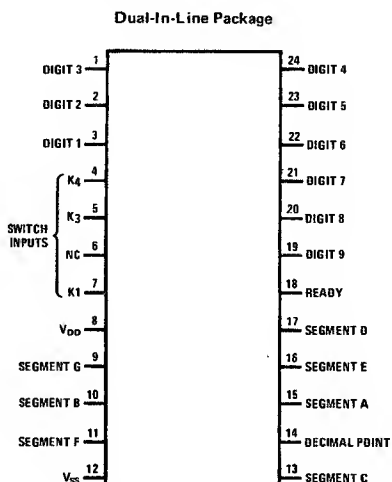 Dual-In-Line Package
DIGIT 3 1
DIGIT 2 2
DIGIT 1 3
K4 4
K3 5
SWITCH INPUTS
NC 6
K1 7
VDD 8
SEGMENT G 9
SEGMENT B 10
SEGMENT F 11
VSS 12
24 DIGIT 4
23 DIGIT 5
22 DIGIT 6
21 DIGIT 7
20 DIGIT 8
19 DIGIT 9
18 READY
17 SEGMENT D
16 SEGMENT E
15 SEGMENT A
14 DECIMAL POINT
13 SEGMENT C